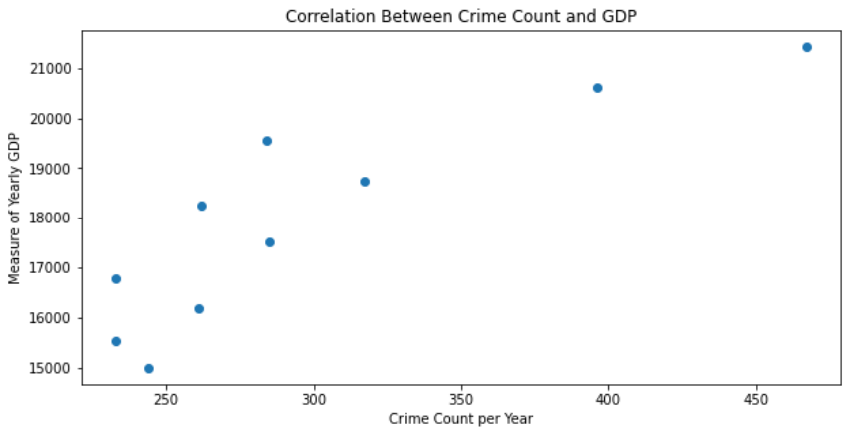 Correlation Between Crime Count and GDP
Measure of Yearly GDP
21000
20000
19000
18000
17000
16000
15000
250 300 350 400 450
Crime Count per Year